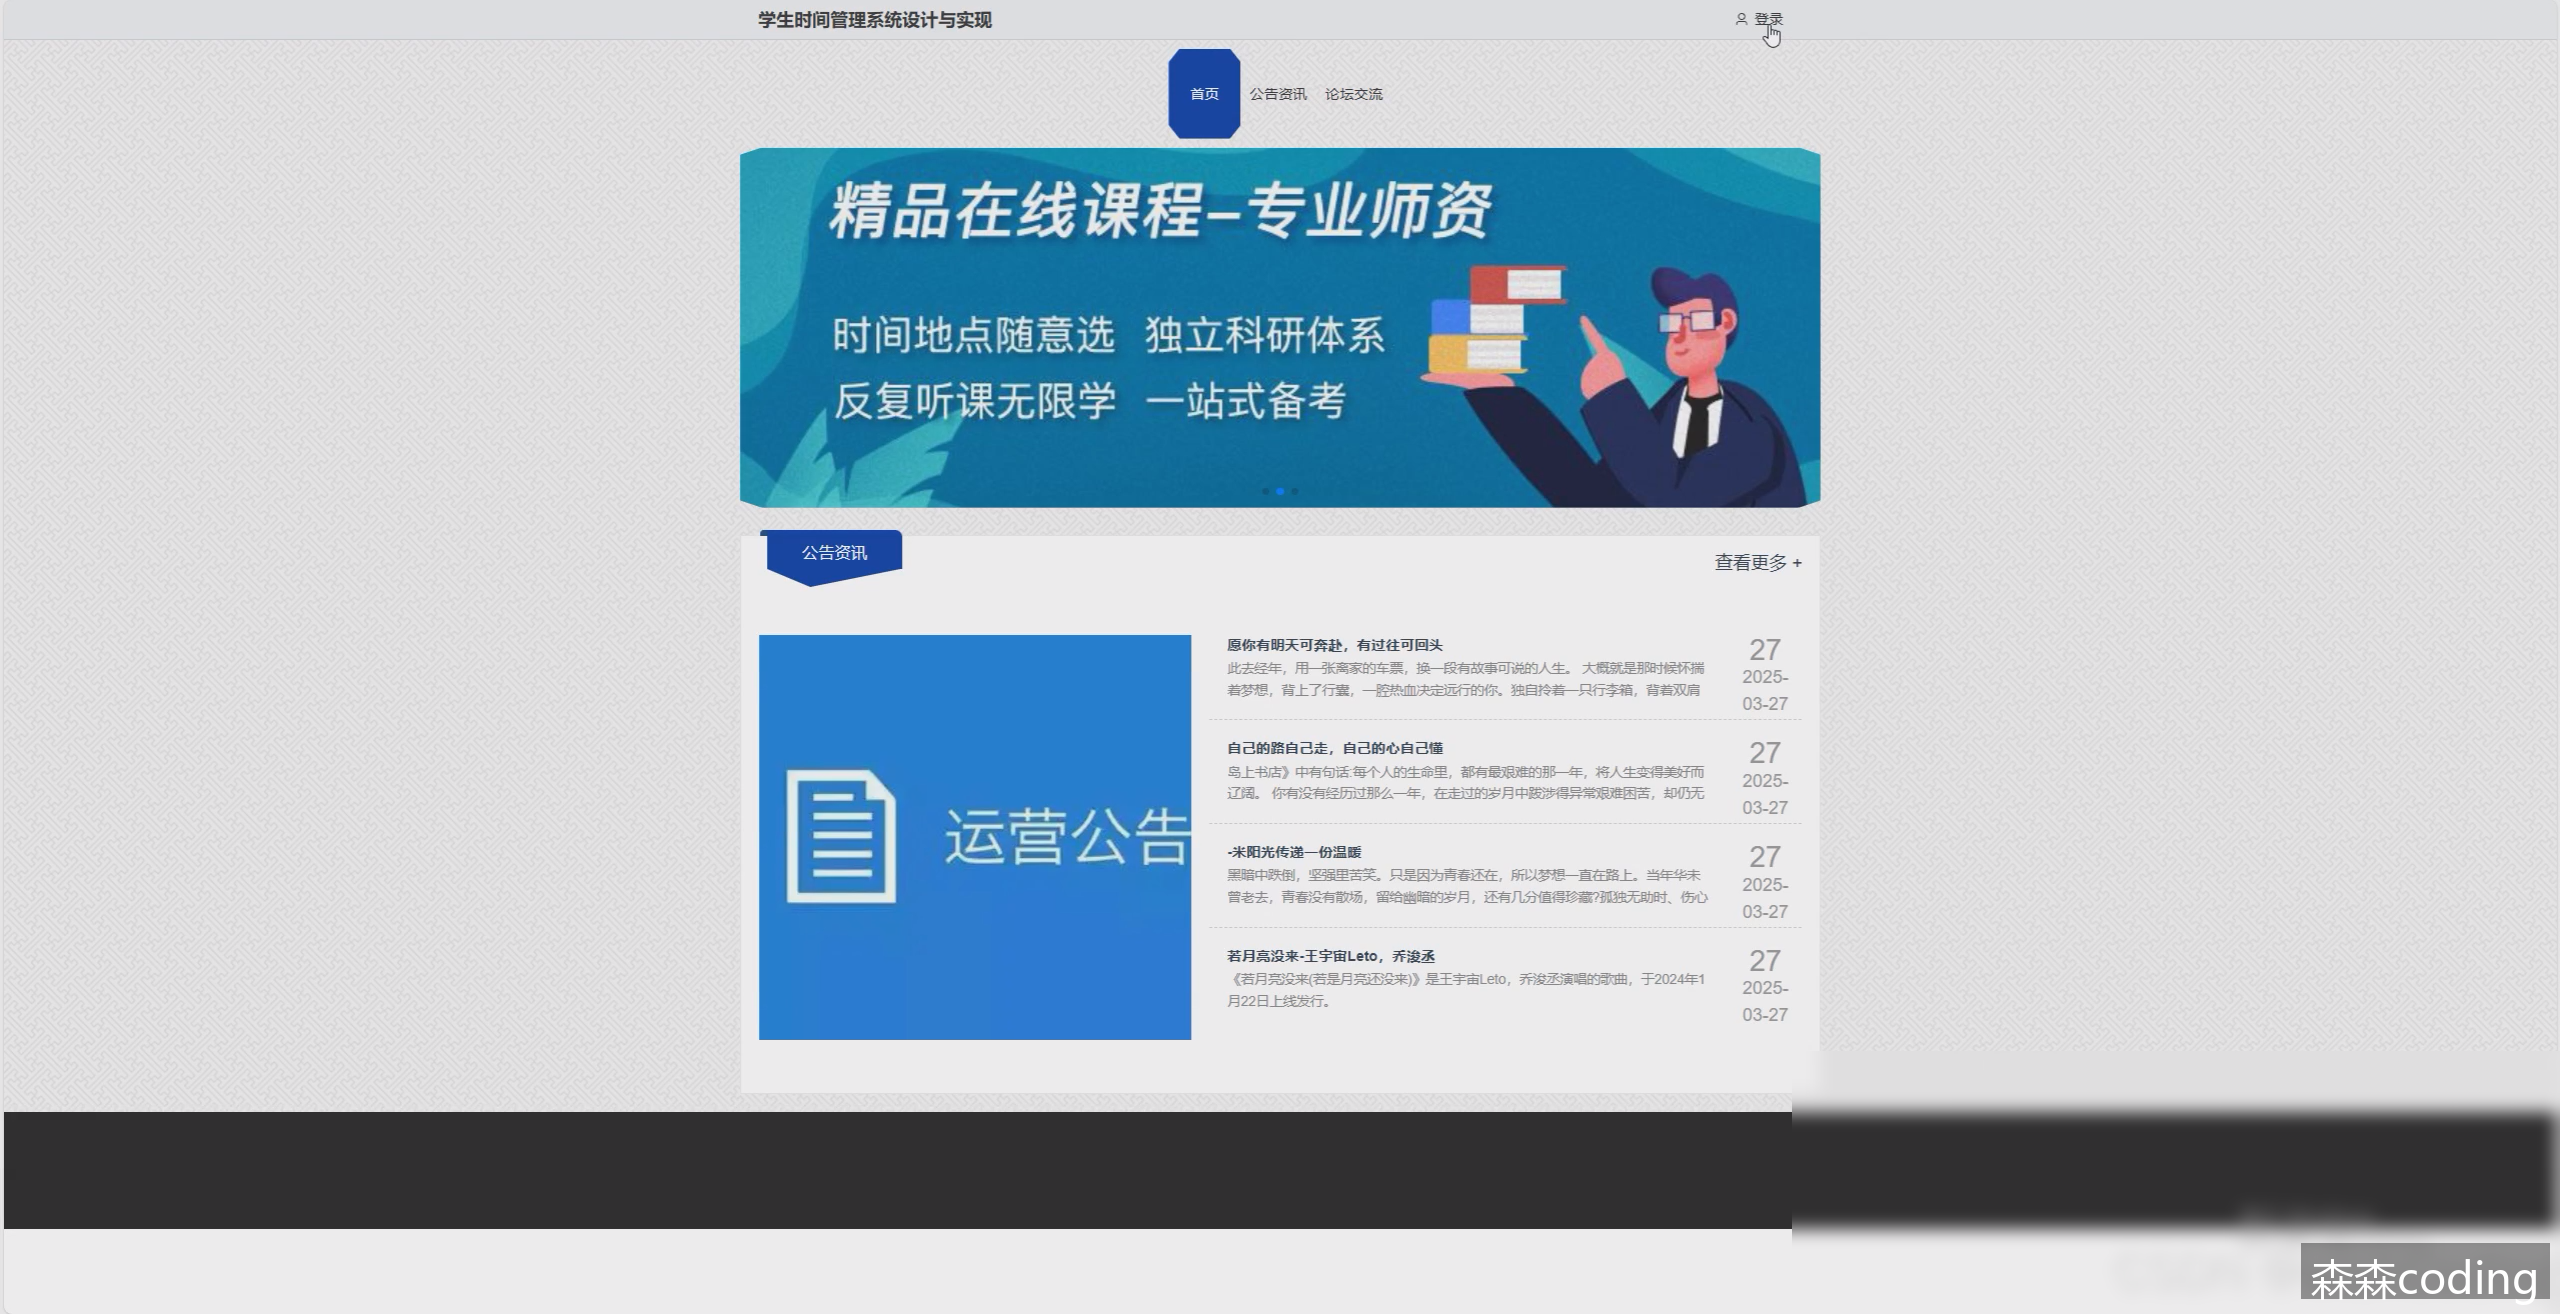 学生时间管理系统设计与实现
登录
首页 公告资讯 论坛交流
精品在线课程-专业师资
时间地点随意选 独立科研体系
反复听课无限学 一站式备考
公告资讯
查看更多 +
运营公告
愿你有明天可奔赴，有过往可回头
此去经年，用一张离家的车票，换一段有故事可说的人生。 大概就是那时候怀揣
着梦想，背上了行囊，一腔热血决定远行的你。独自拎着一只行李箱，背着双肩
27
2025-
03-27
自己的路自己走，自己的心自己懂
岛上书店》中有句话:每个人的生命里，都有最艰难的那一年，将人生变得美好而
辽阔。 你有没有经历过那么一年，在走过的岁月中跋涉得异常艰难困苦，却仍无
27
2025-
03-27
-米阳光传递一份温暖
黑暗中跌倒，坚强里苦笑。只是因为青春还在，所以梦想一直在路上。当年华未
曾老去，青春没有散场，留给幽暗的岁月，还有几分值得珍藏?孤独无助时、伤心
27
2025-
03-27
若月亮没来-王宇宙Leto，乔浚丞
《若月亮没来(若是月亮还没来)》是王宇宙Leto，乔浚丞演唱的歌曲，于2024年1
月22日上线发行。
27
2025-
03-27
森森coding